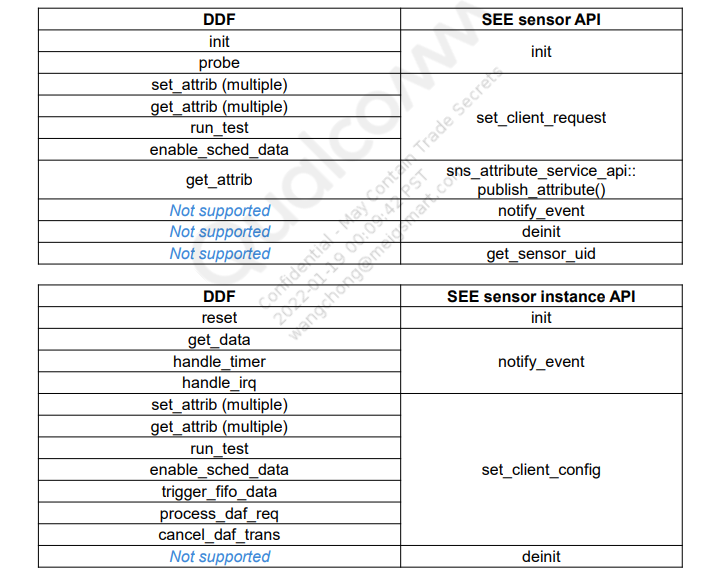 DDF SEE sensor API
init
init
probe
set_attrib (multiple)
get_attrib (multiple)
set_client_request
run_test
enable_sched_data
get_attrib
sns_attribute_service_api::
publish_attribute()
Not supported notify_event
Not supported deinit
Not supported get_sensor_uid
DDF SEE sensor instance API
reset init
get_data
handle_timer
notify_event
handle_irq
set_attrib (multiple)
get_attrib (multiple)
run_test
enable_sched_data
set_client_config
trigger_fifo_data
process_daf_req
cancel_daf_trans
Not supported deinit
Qualcomm
Confidential - May Contain Trade Secrets
2022-01-19 00:09:42 PST
wangchong@meigsmart.com